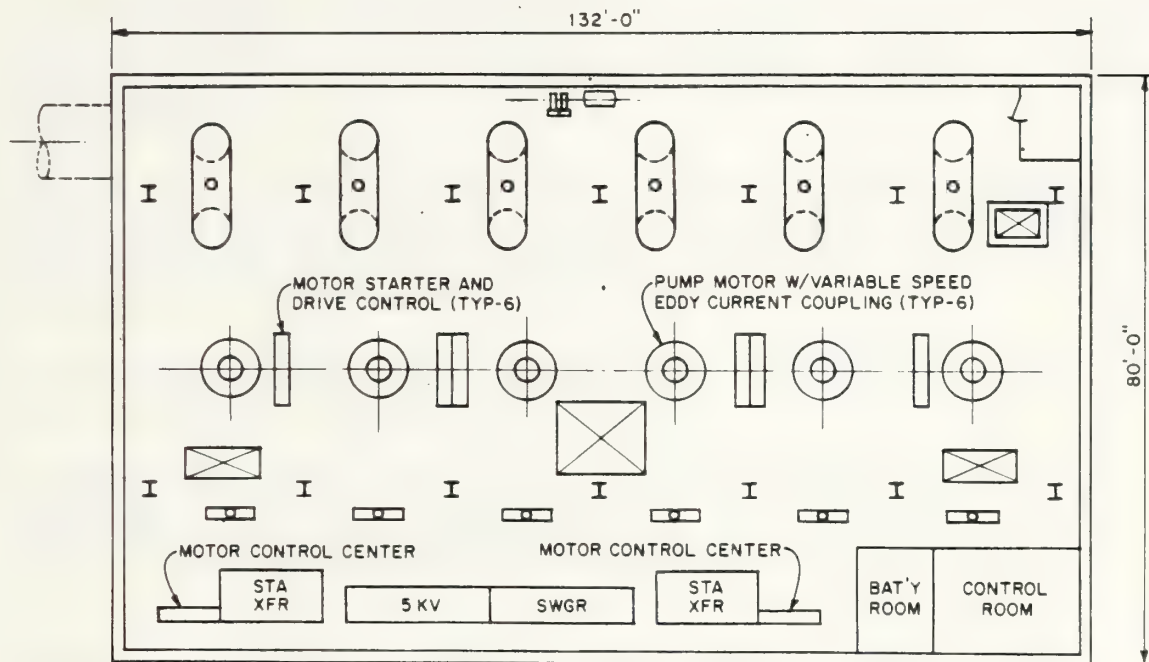 132'-0"
MOTOR STARTER AND
DRIVE CONTROL (TYP-6)
PUMP MOTOR W/VARIABLE SPEED
EDDY CURRENT COUPLING (TYP-6)
80'-0"
MOTOR CONTROL CENTER
MOTOR CONTROL CENTER
STA
XFR
5 KV
SWGR
STA
XFR
BAT'Y
ROOM
CONTROL
ROOM